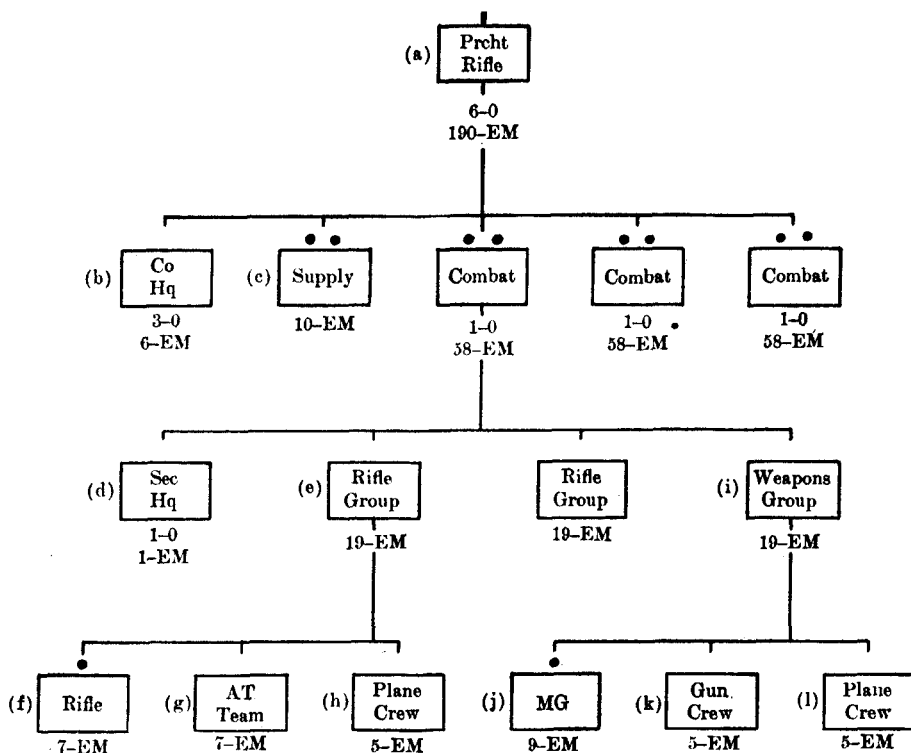 (a)
Prcht
Rifle
6-0
190-EM
(b)
Co
Hq
3-0
6-EM
(c)
Supply
10-EM
Combat
1-0
58-EM
Combat
1-0
58-EM
Combat
1-0
58-EM
(d)
Sec
Hq
1-0
1-EM
(e)
Rifle
Group
19-EM
Rifle
Group
19-EM
(i)
Weapons
Group
19-EM
(f)
Rifle
7-EM
(g)
AT
Team
7-EM
(h)
Plane
Crew
5-EM
(j)
MG
9-EM
(k)
Gun
Crew
5-EM
(l)
Plane
Crew
5-EM